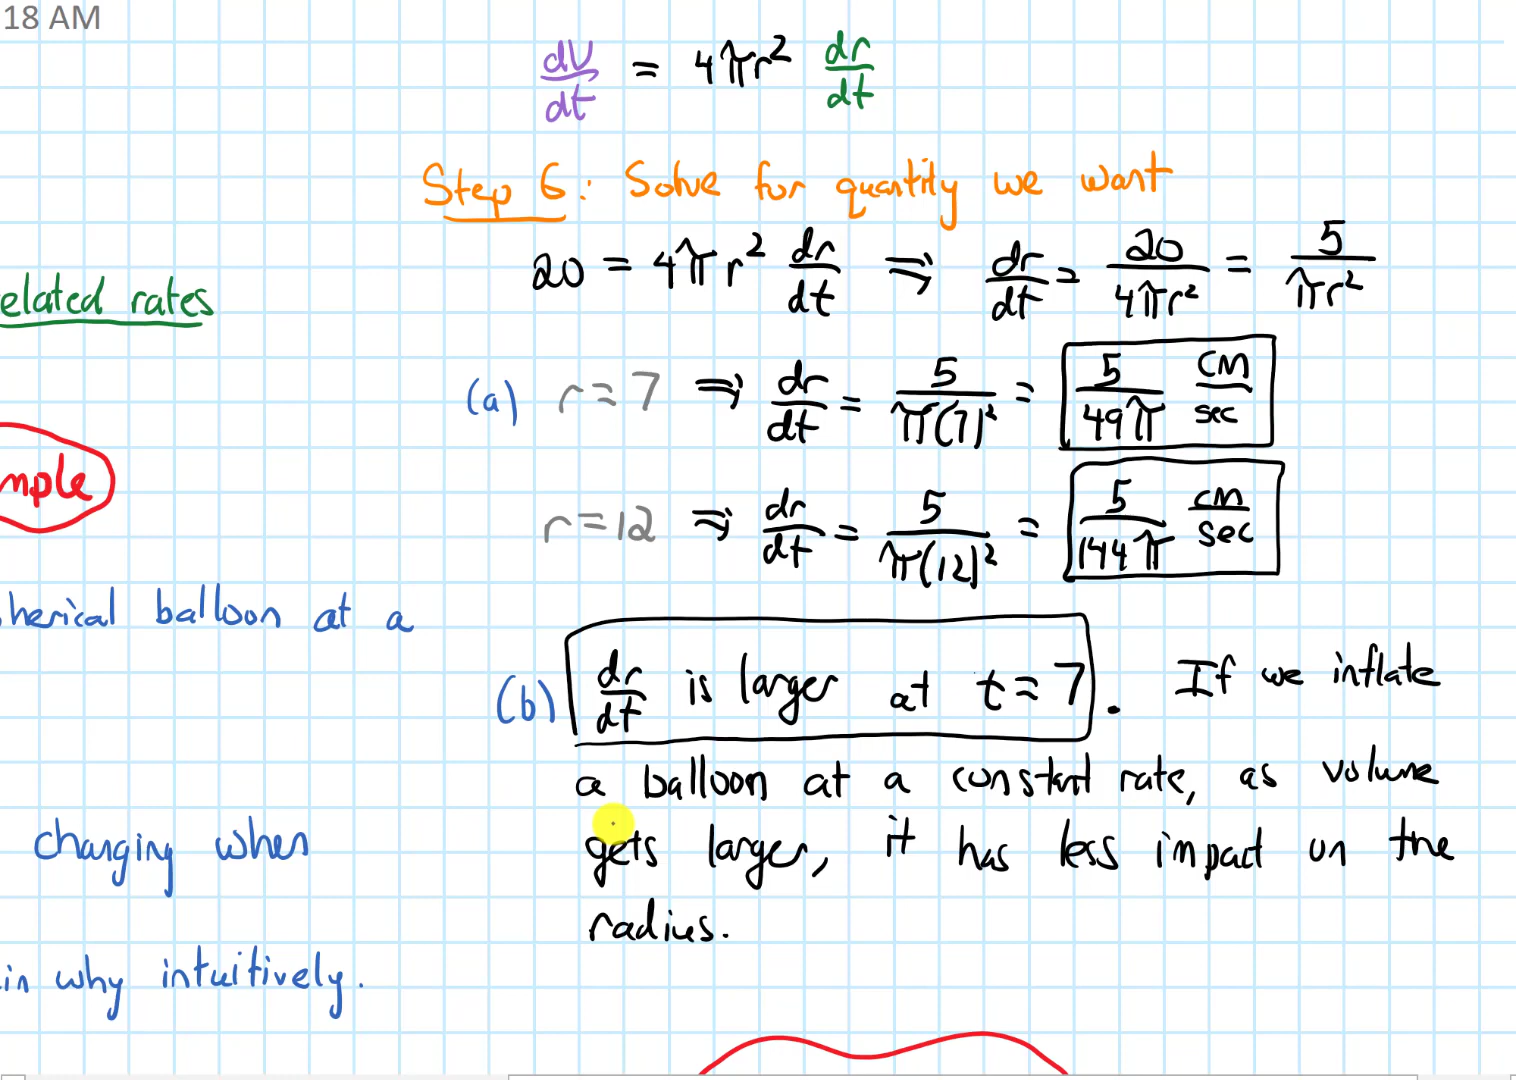 18 AM
dV/dt = 4πr² dr/dt
Step 6: Solve for quantity we want
20 = 4πr² dr/dt ⇒ dr/dt = 20/4πr² = 5/πr²
elated rates
(a) r = 7 ⇒ dr/dt = 5/π(7)² = 5/49π cm/sec
mple
r = 12 ⇒ dr/dt = 5/π(12)² = 5/144π cm/sec
herical balloon at a
(b) dr/dt is larger at t = 7. If we inflate
a balloon at a constant rate, as volume
gets larger, it has less impact on the
radius.
changing when
in why intuitively.